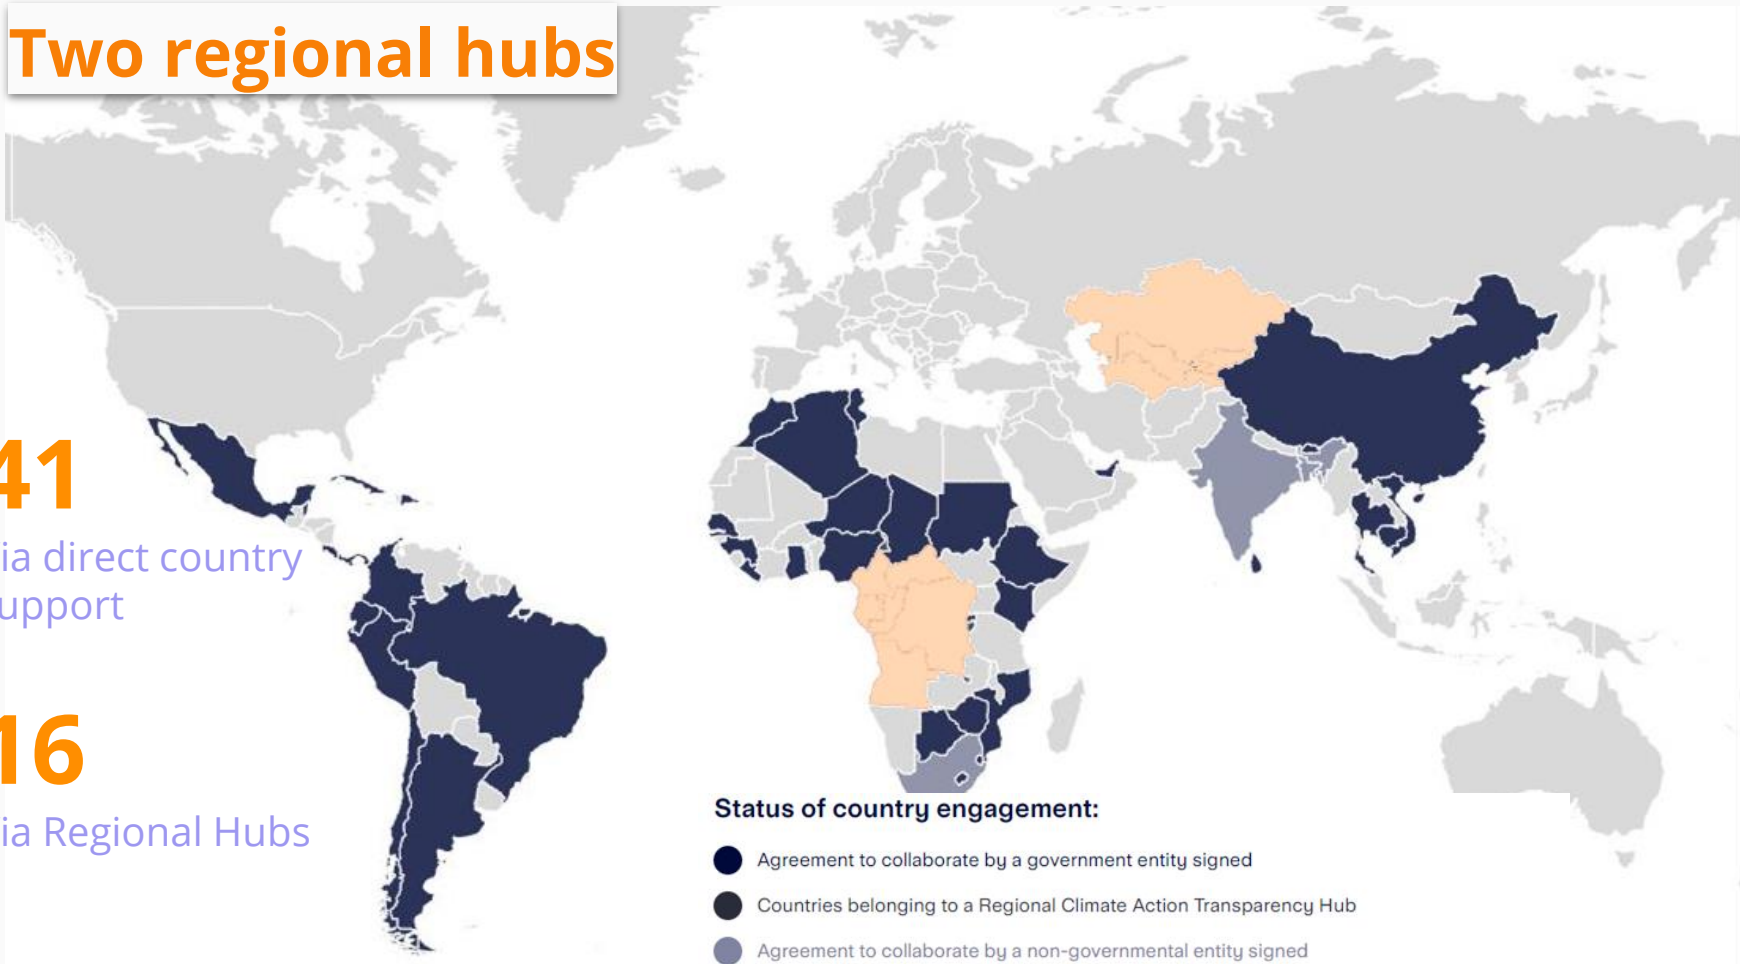 Two regional hubs
41
ia direct country
upport
16
ia Regional Hubs
Status of country engagement:
Agreement to collaborate by a government entity signed
Countries belonging to a Regional Climate Action Transparency Hub
Agreement to collaborate by a non-governmental entity signed